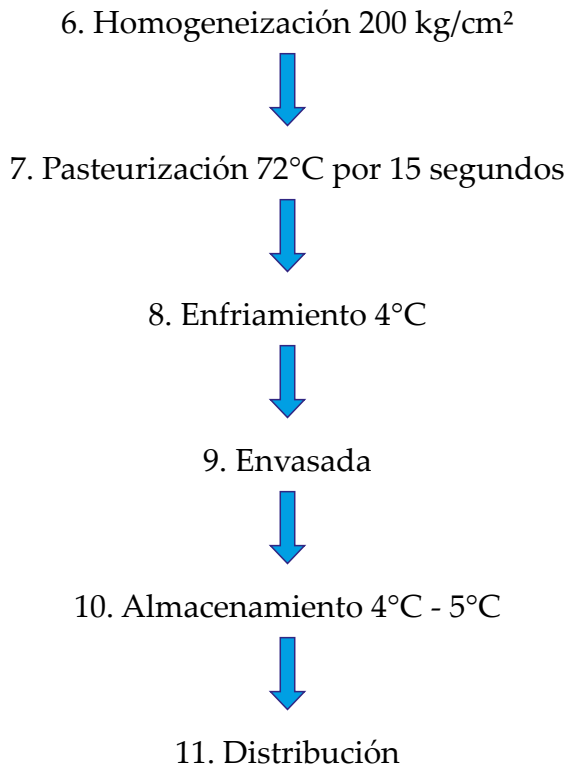 6. Homogeneización 200 kg/cm²
7. Pasteurización 72°C por 15 segundos
8. Enfriamiento 4°C
9. Envasada
10. Almacenamiento 4°C - 5°C
11. Distribución